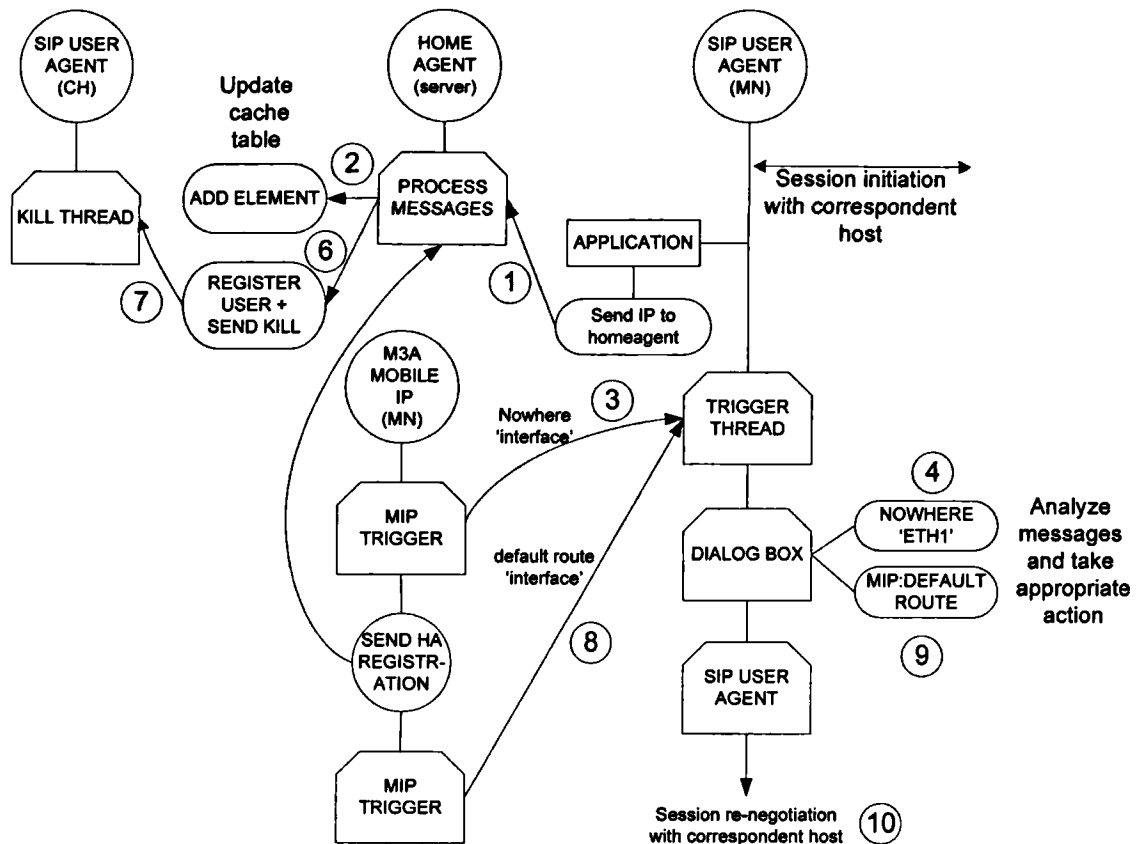 SIP USER
AGENT
(CH)
HOME
AGENT
(server)
SIP USER
AGENT
(MN)
Update
cache
table
2
ADD ELEMENT
PROCESS
MESSAGES
Session initiation
with correspondent
host
KILL THREAD
APPLICATION
6
1
7
REGISTER
USER +
SEND KILL
Send IP to
homeagent
M3A
MOBILE
IP
(MN)
3
Nowhere
'interface'
TRIGGER
THREAD
4
MIP
TRIGGER
NOWHERE
'ETH1'
DIALOG BOX
MIP:DEFAULT
ROUTE
Analyze
messages
and take
appropriate
action
default route
'interface'
8
9
SEND HA
REGISTR-
ATION
SIP USER
AGENT
MIP
TRIGGER
Session re-negotiation
with correspondent host
10